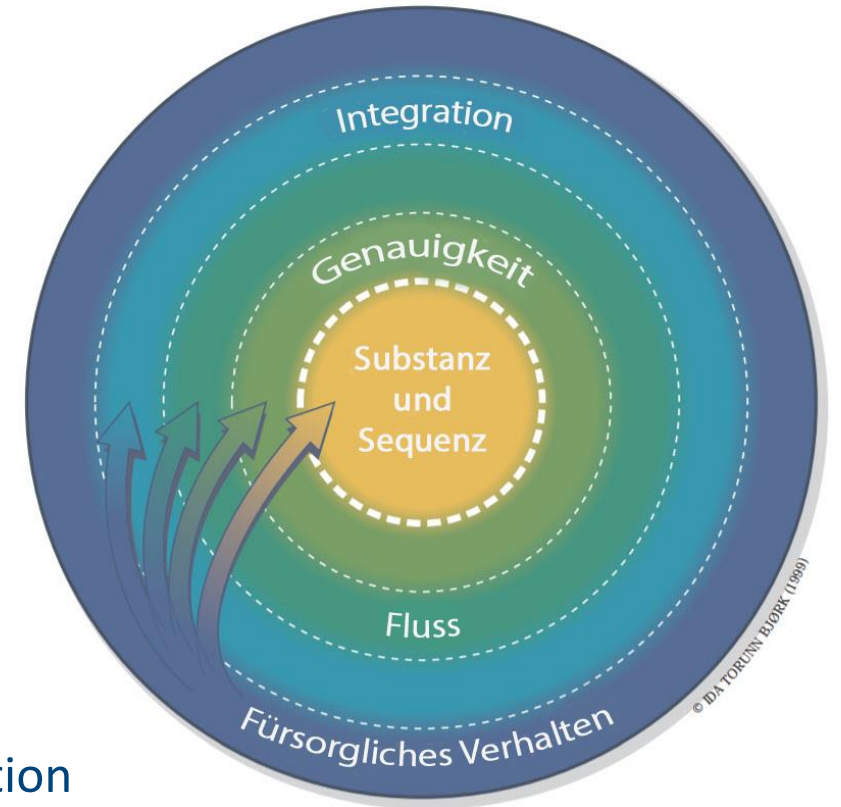 Integration
Genauigkeit
Substanz
und
Sequenz
Fluss
Fürsorgliches Verhalten
© IDA TORUNN BJØRK (1999)
tion